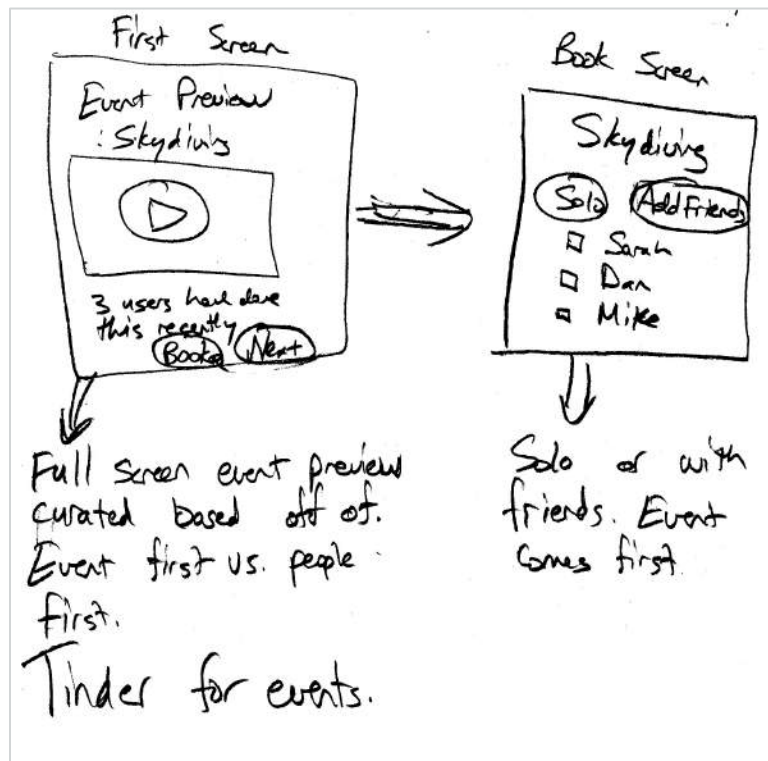 First Screen
Event Preview
: Skydiving
3 users have done
this recently
Book Next
Full screen event preview
curated based off of.
Event first vs. people
first.
Tinder for events.
Book Screen
Skydiving
Solo Add Friends
Sarah
Dan
Mike
Solo or with
friends. Event
comes first.